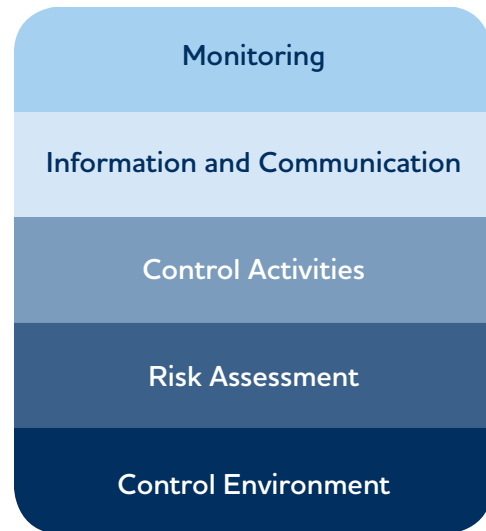 Monitoring
Information and Communication
Control Activities
Risk Assessment
Control Environment